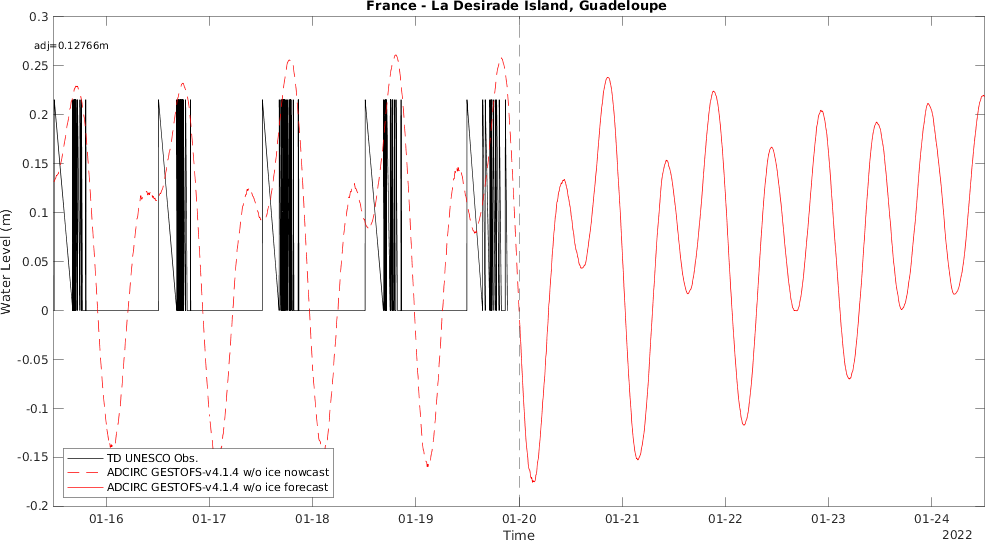 France - La Desirade Island, Guadeloupe
adj=0.12766m
0.3
0.25
0.2
0.15
0.1
0.05
0
-0.05
-0.1
-0.15
-0.2
Water Level (m)
TD UNESCO Obs.
ADCIRC GESTOFS-v4.1.4 w/o ice nowcast
ADCIRC GESTOFS-v4.1.4 w/o ice forecast
01-16 01-17 01-18 01-19 01-20 01-21 01-22 01-23 01-24
Time
2022